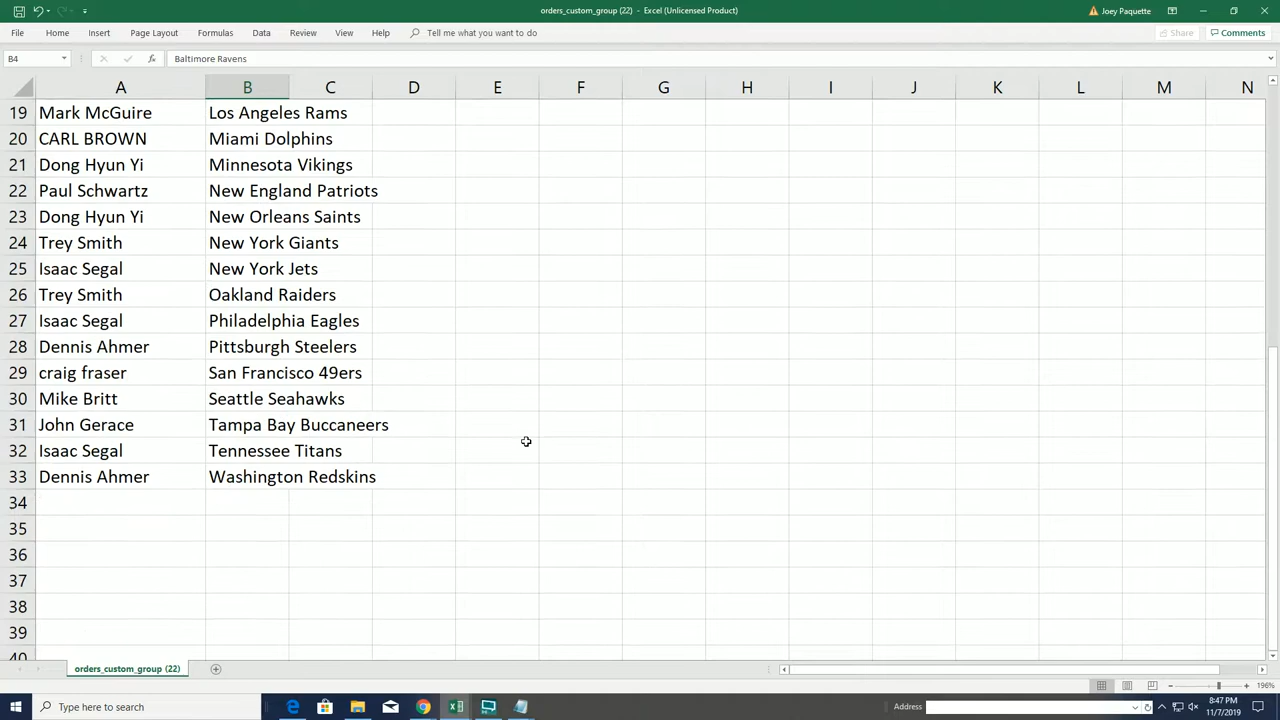 orders_custom_group (22) - Excel (Unlicensed Product)
Joey Paquette
File Home Insert Page Layout Formulas Data Review View Help Tell me what you want to do
Share Comments
B4 fx Baltimore Ravens
A B C D E F G H I J K L M N
19 Mark McGuire Los Angeles Rams
20 CARL BROWN Miami Dolphins
21 Dong Hyun Yi Minnesota Vikings
22 Paul Schwartz New England Patriots
23 Dong Hyun Yi New Orleans Saints
24 Trey Smith New York Giants
25 Isaac Segal New York Jets
26 Trey Smith Oakland Raiders
27 Isaac Segal Philadelphia Eagles
28 Dennis Ahmer Pittsburgh Steelers
29 craig fraser San Francisco 49ers
30 Mike Britt Seattle Seahawks
31 John Gerace Tampa Bay Buccaneers
32 Isaac Segal Tennessee Titans
33 Dennis Ahmer Washington Redskins
34
35
36
37
38
39
40
orders_custom_group (22)
196%
Type here to search
Address
8:47 PM
11/7/2019